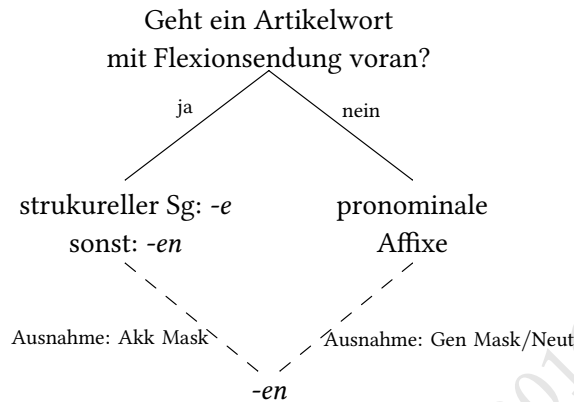 Geht ein Artikelwort
mit Flexionsendung voran?
ja
nein
strukureller Sg: -e
sonst: -en
pronominale
Affixe
Ausnahme: Akk Mask
Ausnahme: Gen Mask/Neut
-en